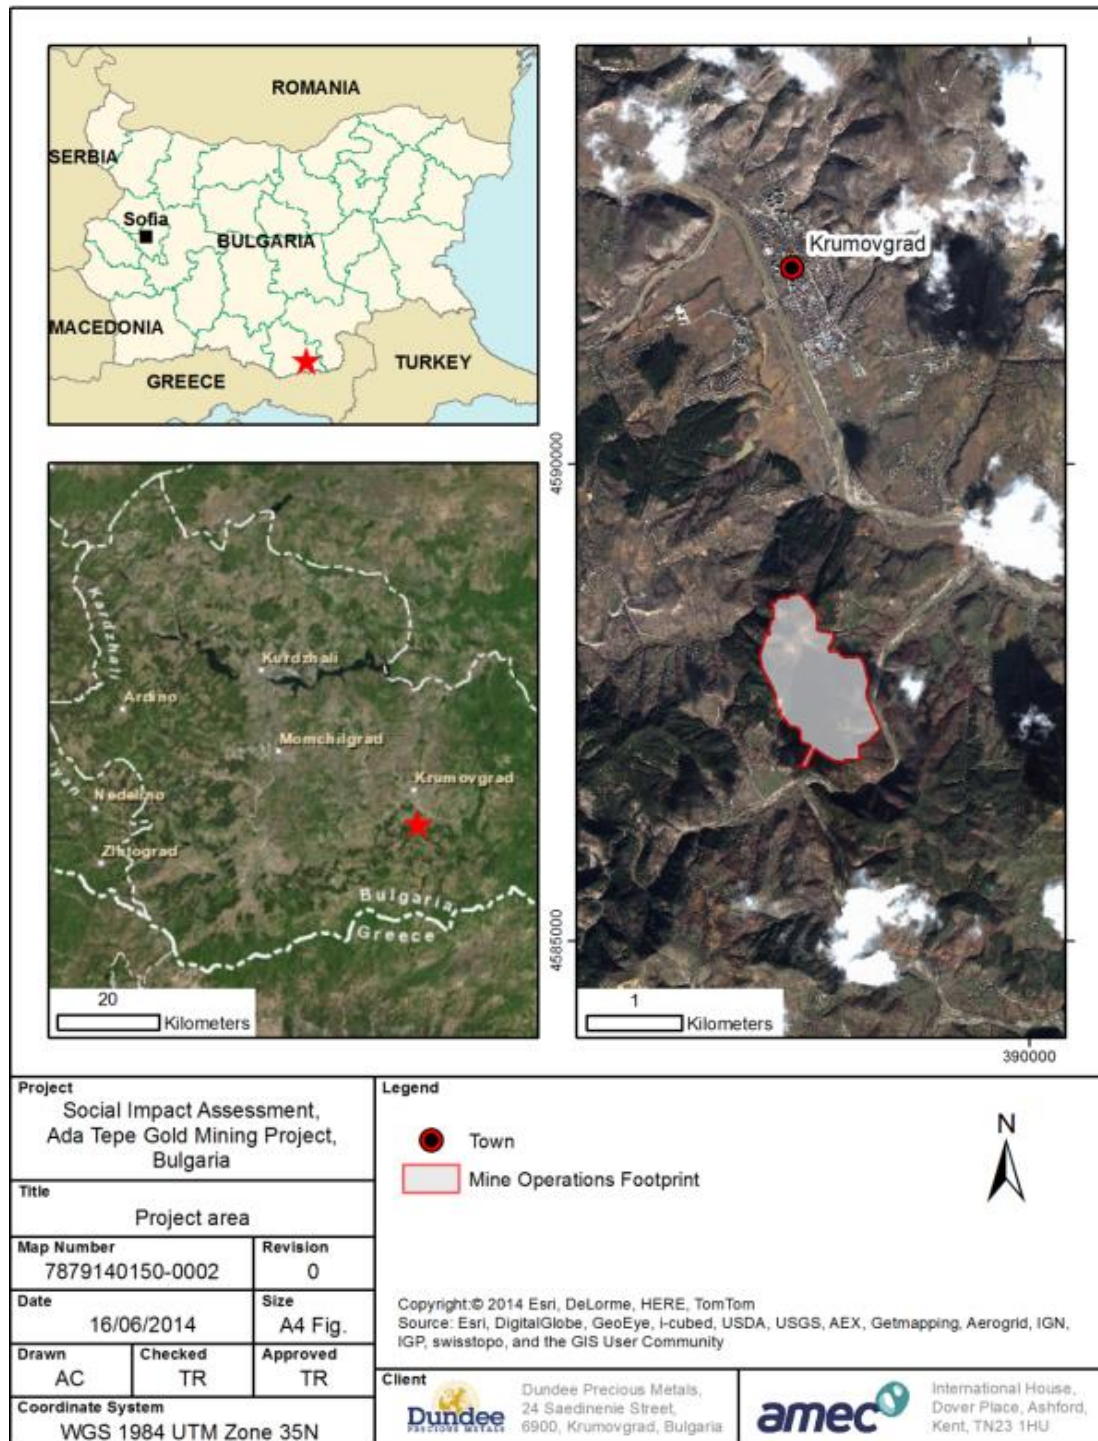 ROMANIA
SERBIA
Sofia
BULGARIA
MACEDONIA
TURKEY
GREECE
Krumovgrad
4590000
4585000
390000
1
Kilometers
Kardzhali
Kurdzhali
Ardino
Momchilgrad
Krumovgrad
yan
Nedelino
Zlatograd
Bulgaria
Greece
20
Kilometers
Project
Social Impact Assessment,
Ada Tepe Gold Mining Project,
Bulgaria
Title
Project area
Map Number
7879140150-0002
Revision
0
Date
16/06/2014
Size
A4 Fig.
Drawn
AC
Checked
TR
Approved
TR
Coordinate System
WGS 1984 UTM Zone 35N
Legend
Town
Mine Operations Footprint
N
Copyright:© 2014 Esri, DeLorme, HERE, TomTom
Source: Esri, DigitalGlobe, GeoEye, i-cubed, USDA, USGS, AEX, Getmapping, Aerogrid, IGN,
IGP, swisstopo, and the GIS User Community
Client
Dundee
PRECIOUS METALS
Dundee Precious Metals,
24 Saedinenie Street,
6900, Krumovgrad, Bulgaria
amec
International House,
Dover Place, Ashford,
Kent, TN23 1HU